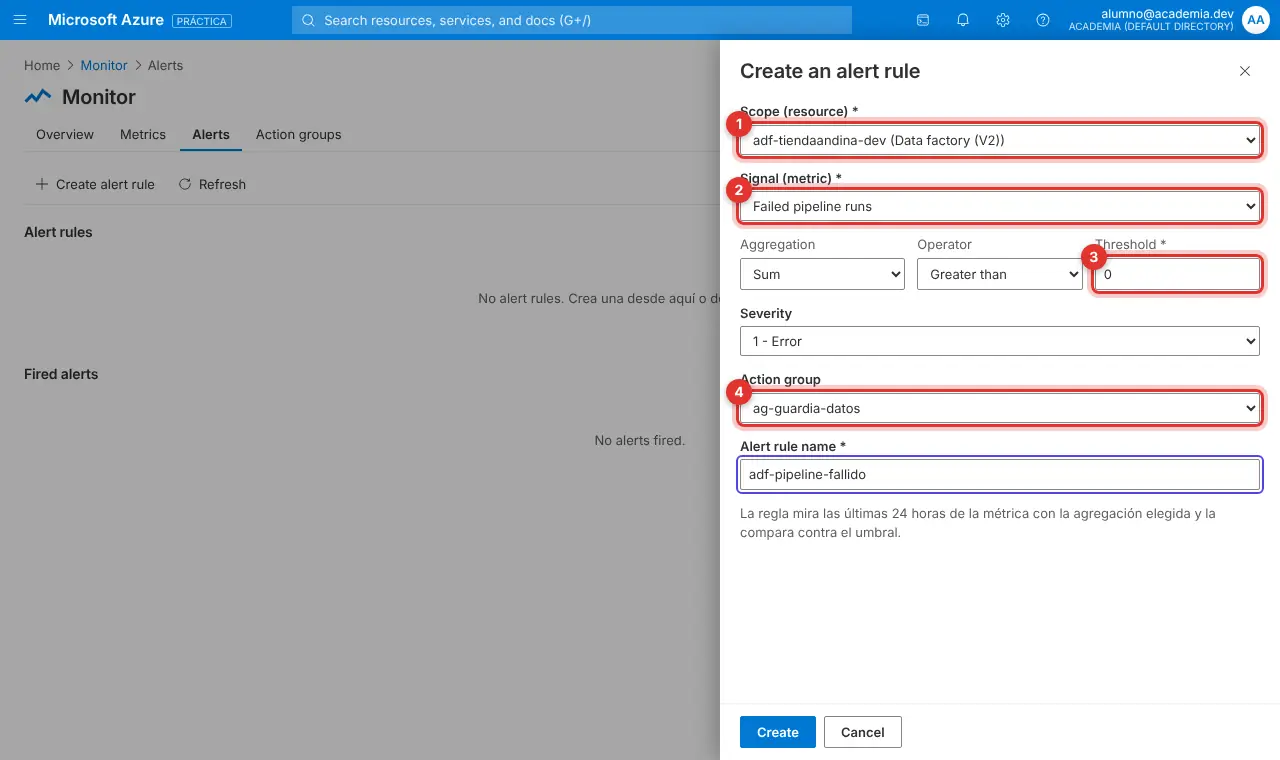 Microsoft Azure PRÁCTICA
Search resources, services, and docs (G+/)
alumno@academia.dev
ACADEMIA (DEFAULT DIRECTORY)
AA
Home > Monitor > Alerts
Monitor
Overview Metrics Alerts Action groups
Create alert rule Refresh
Alert rules
No alert rules. Crea una desde aquí o
Fired alerts
No alerts fired.
Create an alert rule
Scope (resource) *
1
adf-tiendaandina-dev (Data factory (V2))
Signal (metric) *
2
Failed pipeline runs
Aggregation Operator Threshold *
3
Sum Greater than 0
Severity
1 - Error
Action group
4
ag-guardia-datos
Alert rule name *
adf-pipeline-fallido
La regla mira las últimas 24 horas de la métrica con la agregación elegida y la
compara contra el umbral.
Create Cancel